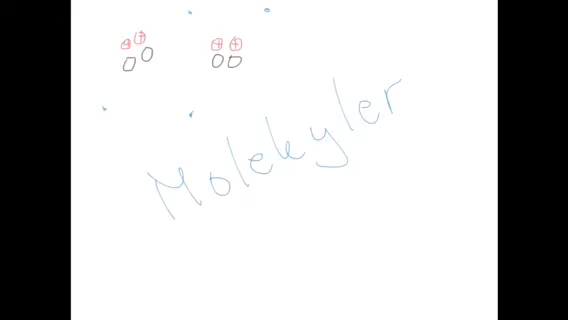 + + + +
Molekyler